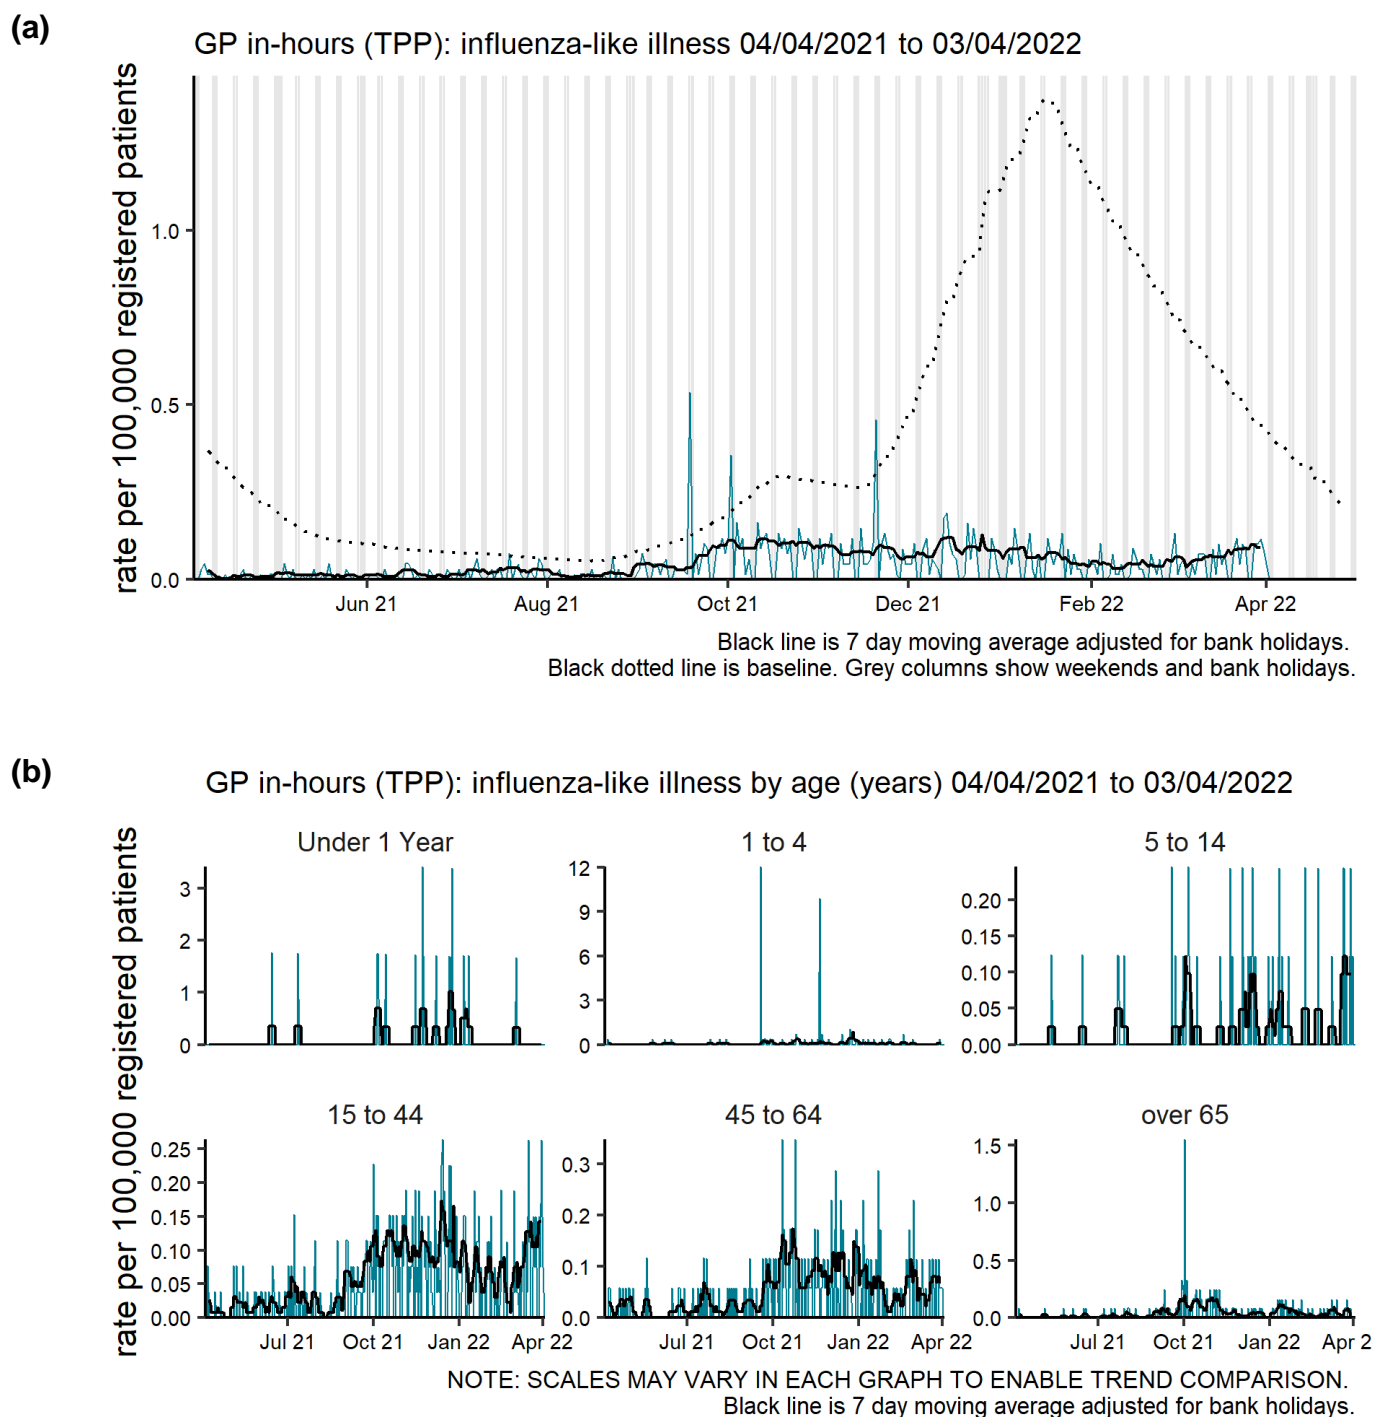 (a)
GP in-hours (TPP): influenza-like illness 04/04/2021 to 03/04/2022
rate per 100,000 registered patients
1.0
0.5
0.0
Jun 21 Aug 21 Oct 21 Dec 21 Feb 22 Apr 22
Black line is 7 day moving average adjusted for bank holidays.
Black dotted line is baseline. Grey columns show weekends and bank holidays.
(b)
GP in-hours (TPP): influenza-like illness by age (years) 04/04/2021 to 03/04/2022
rate per 100,000 registered patients
Under 1 Year
3
2
1
0
1 to 4
12
9
6
3
0
5 to 14
0.20
0.15
0.10
0.05
0.00
15 to 44
0.25
0.20
0.15
0.10
0.05
0.00
Jul 21 Oct 21 Jan 22 Apr 22
45 to 64
0.3
0.2
0.1
0.0
Jul 21 Oct 21 Jan 22 Apr 22
over 65
1.5
1.0
0.5
0.0
Jul 21 Oct 21 Jan 22 Apr 2
NOTE: SCALES MAY VARY IN EACH GRAPH TO ENABLE TREND COMPARISON.
Black line is 7 day moving average adjusted for bank holidays.